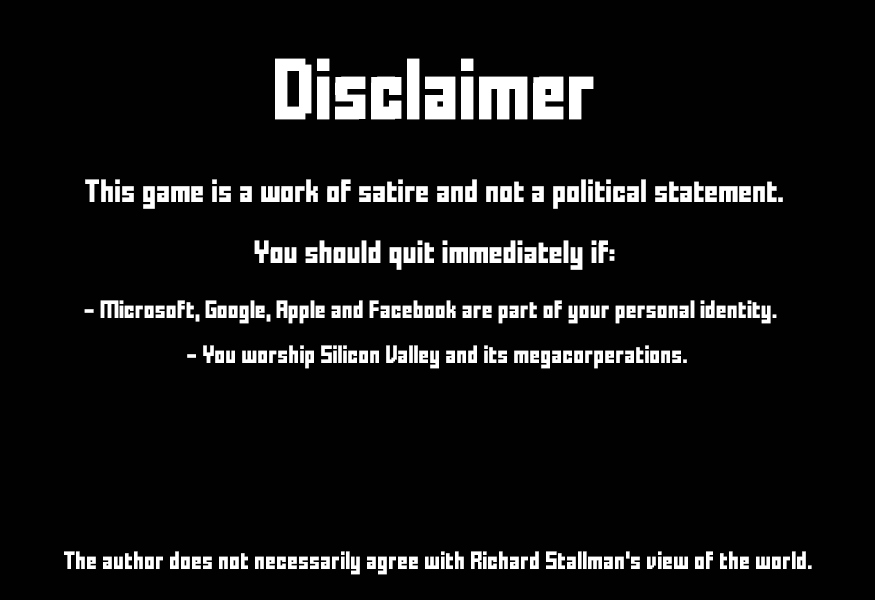 Disclaimer
This game is a work of satire and not a political statement.
You should quit immediately if:
- Microsoft, Google, Apple and Facebook are part of your personal identity.
- You worship Silicon Valley and its megacorperations.
The author does not necessarily agree with Richard Stallman's view of the world.